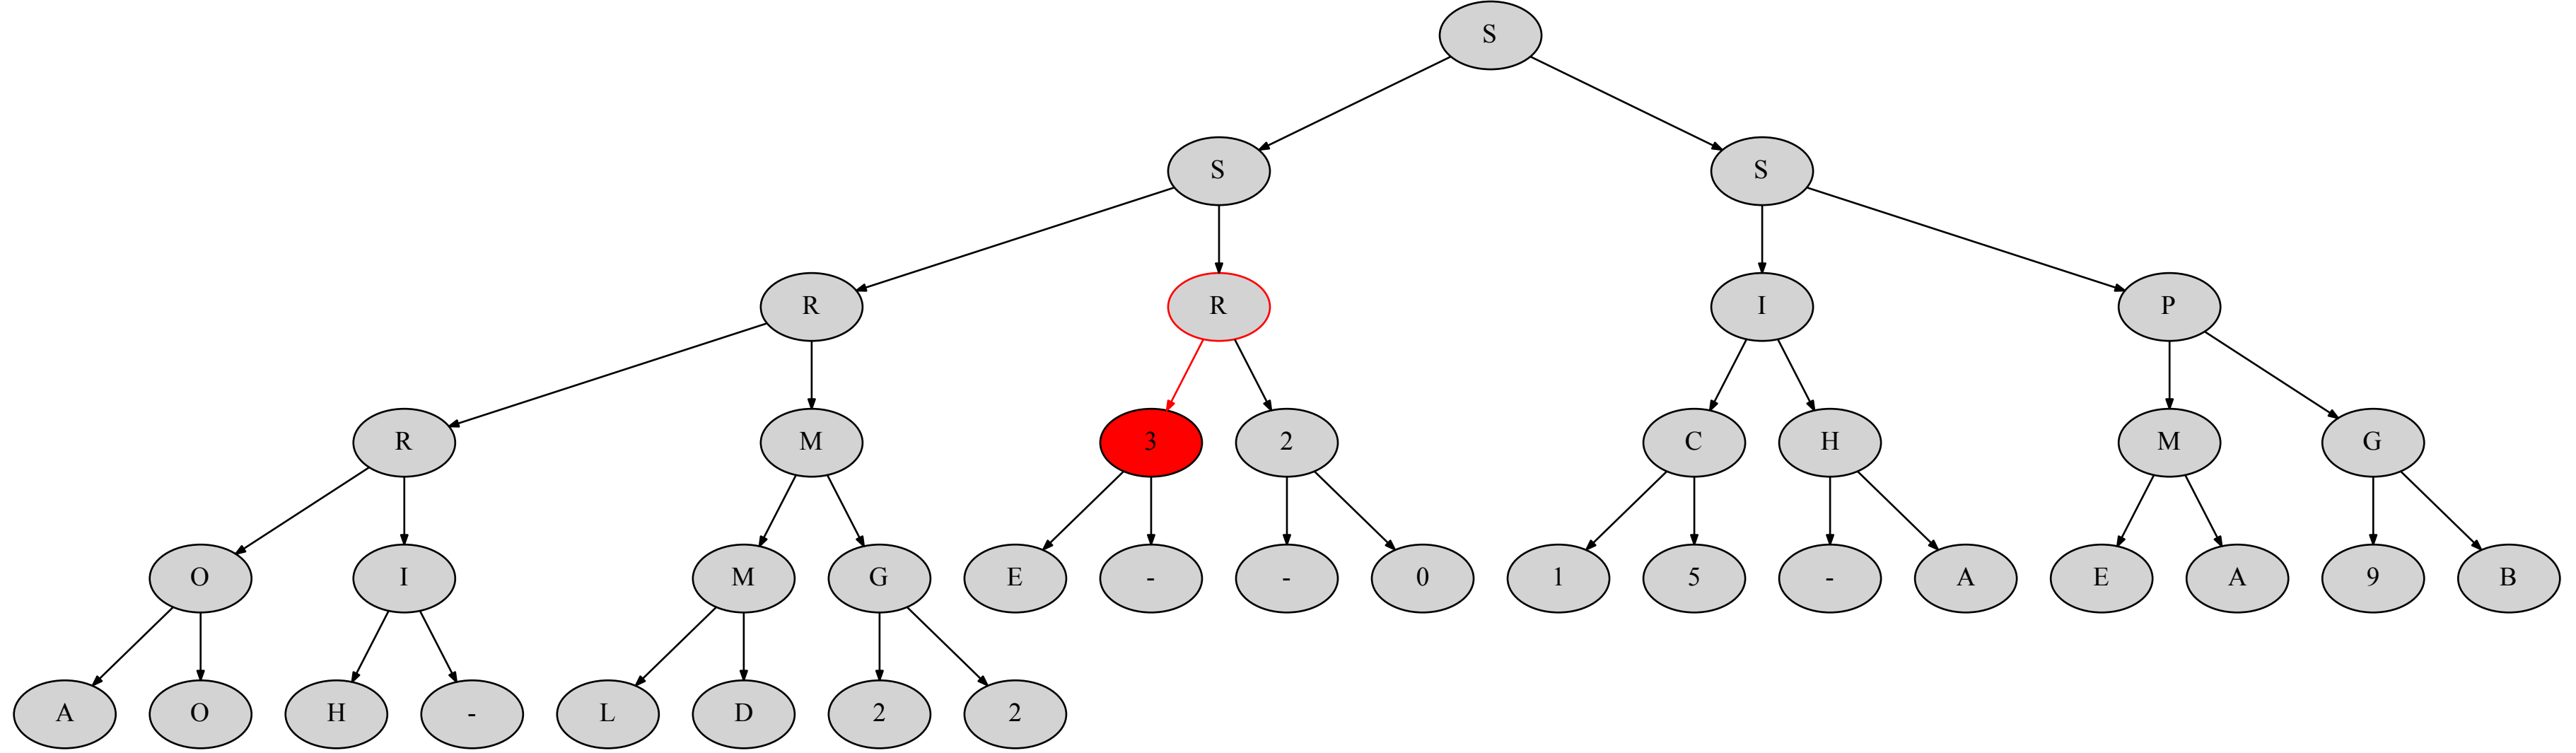 S
S S
R R I P
R M 3 2 C H M G
O I M G E - - 0 1 5 - A E A 9 B
A O H - L D 2 2